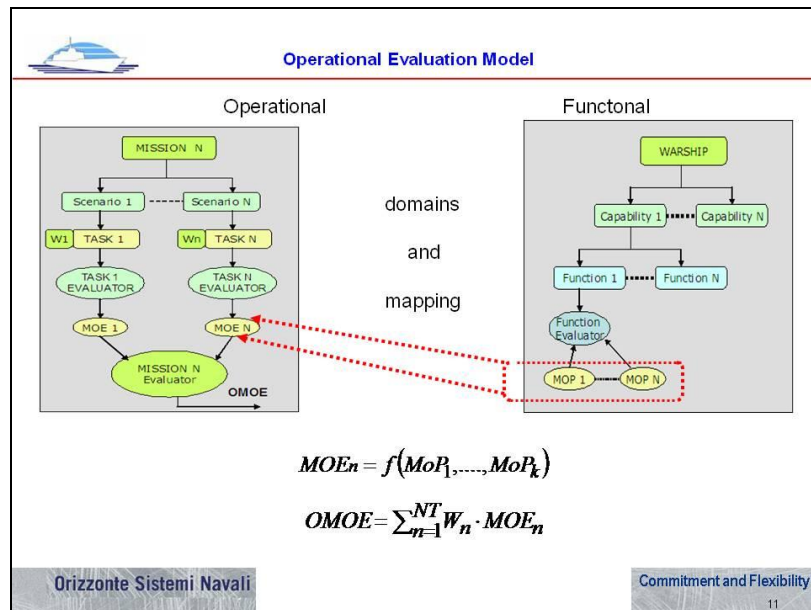 Operational Evaluation Model
Operational
Functonal
MISSION N
Scenario 1
Scenario N
W1
TASK 1
Wn
TASK N
TASK 1
EVALUATOR
TASK N
EVALUATOR
MOE 1
MOE N
MISSION N
Evaluator
OMOE
domains
and
mapping
WARSHIP
Capability 1
Capability N
Function 1
Function N
Function
Evaluator
MOP 1
MOP N
MOEn = f(MoP1,....,MoPk)
OMOE = ∑n=1NT Wn · MOEn
Orizzonte Sistemi Navali
Commitment and Flexibility
11